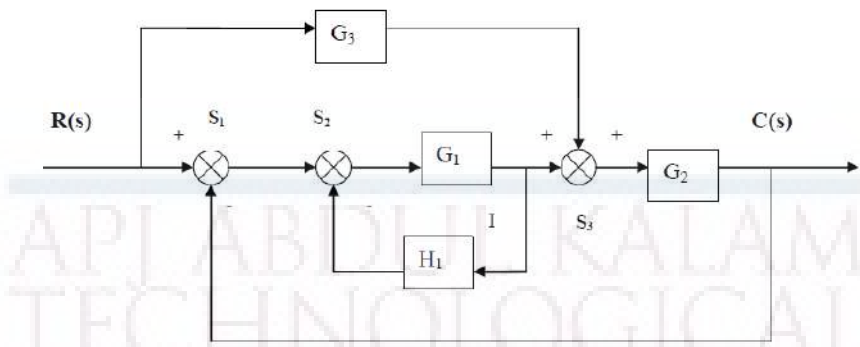 G₃
R(s) + S₁ S₂ + + C(s)
G₁ G₂
- - I S₃
H₁
APJ ABDUL KALAM
TECHNOLOGICAL